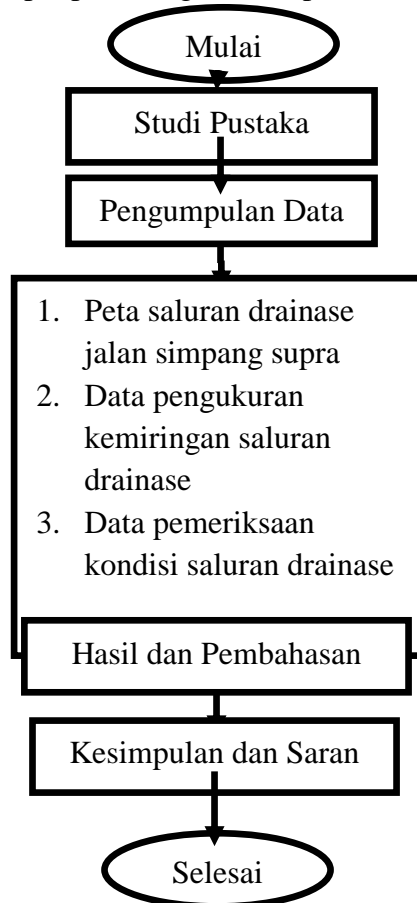 Mulai
Studi Pustaka
Pengumpulan Data
1. Peta saluran drainase
jalan simpang supra
2. Data pengukuran
kemiringan saluran
drainase
3. Data pemeriksaan
kondisi saluran drainase
Hasil dan Pembahasan
Kesimpulan dan Saran
Selesai